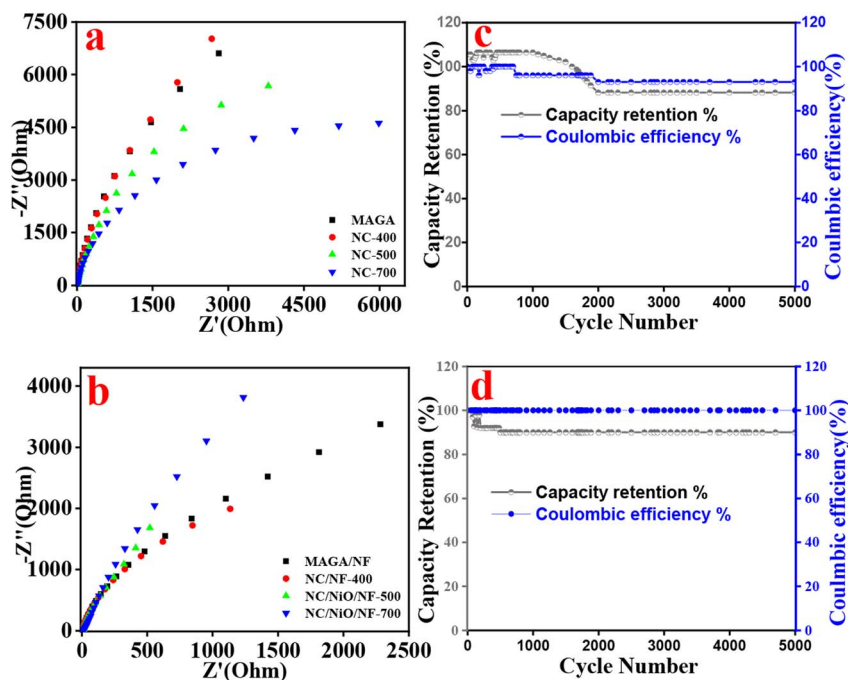 a
7500
6000
4500
3000
1500
0
-Z''(Ohm)
MAGA
NC-400
NC-500
NC-700
0 1500 3000 4500 6000
Z'(Ohm)
c
120
100
80
60
40
20
0
Capacity Retention (%)
Capacity retention %
Coulombic efficiency %
120
100
80
60
40
20
0
Coulmbic efficiency(%)
0 1000 2000 3000 4000 5000
Cycle Number
b
4000
3000
2000
1000
0
-Z''(Ohm)
MAGA/NF
NC/NF-400
NC/NiO/NF-500
NC/NiO/NF-700
0 500 1000 1500 2000 2500
Z'(Ohm)
d
120
100
80
60
40
20
0
Capacity Retention (%)
Capacity retention %
Coulombic efficiency %
120
100
80
60
40
20
0
Coulmbic efficiency(%)
0 1000 2000 3000 4000 5000
Cycle Number